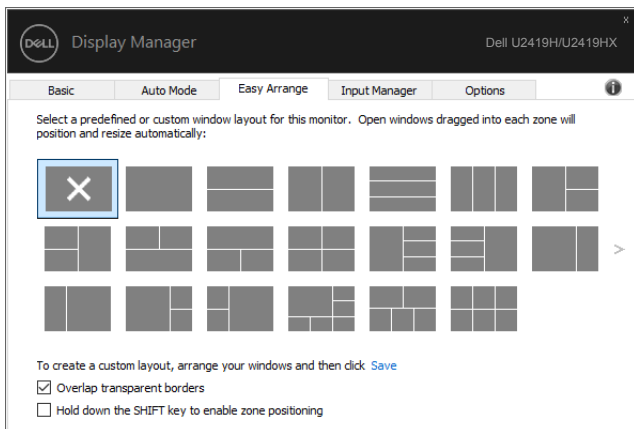 x
DELL Display Manager Dell U2419H/U2419HX
Basic Auto Mode Easy Arrange Input Manager Options
Select a predefined or custom window layout for this monitor. Open windows dragged into each zone will
position and resize automatically:
To create a custom layout, arrange your windows and then click Save
Overlap transparent borders
Hold down the SHIFT key to enable zone positioning